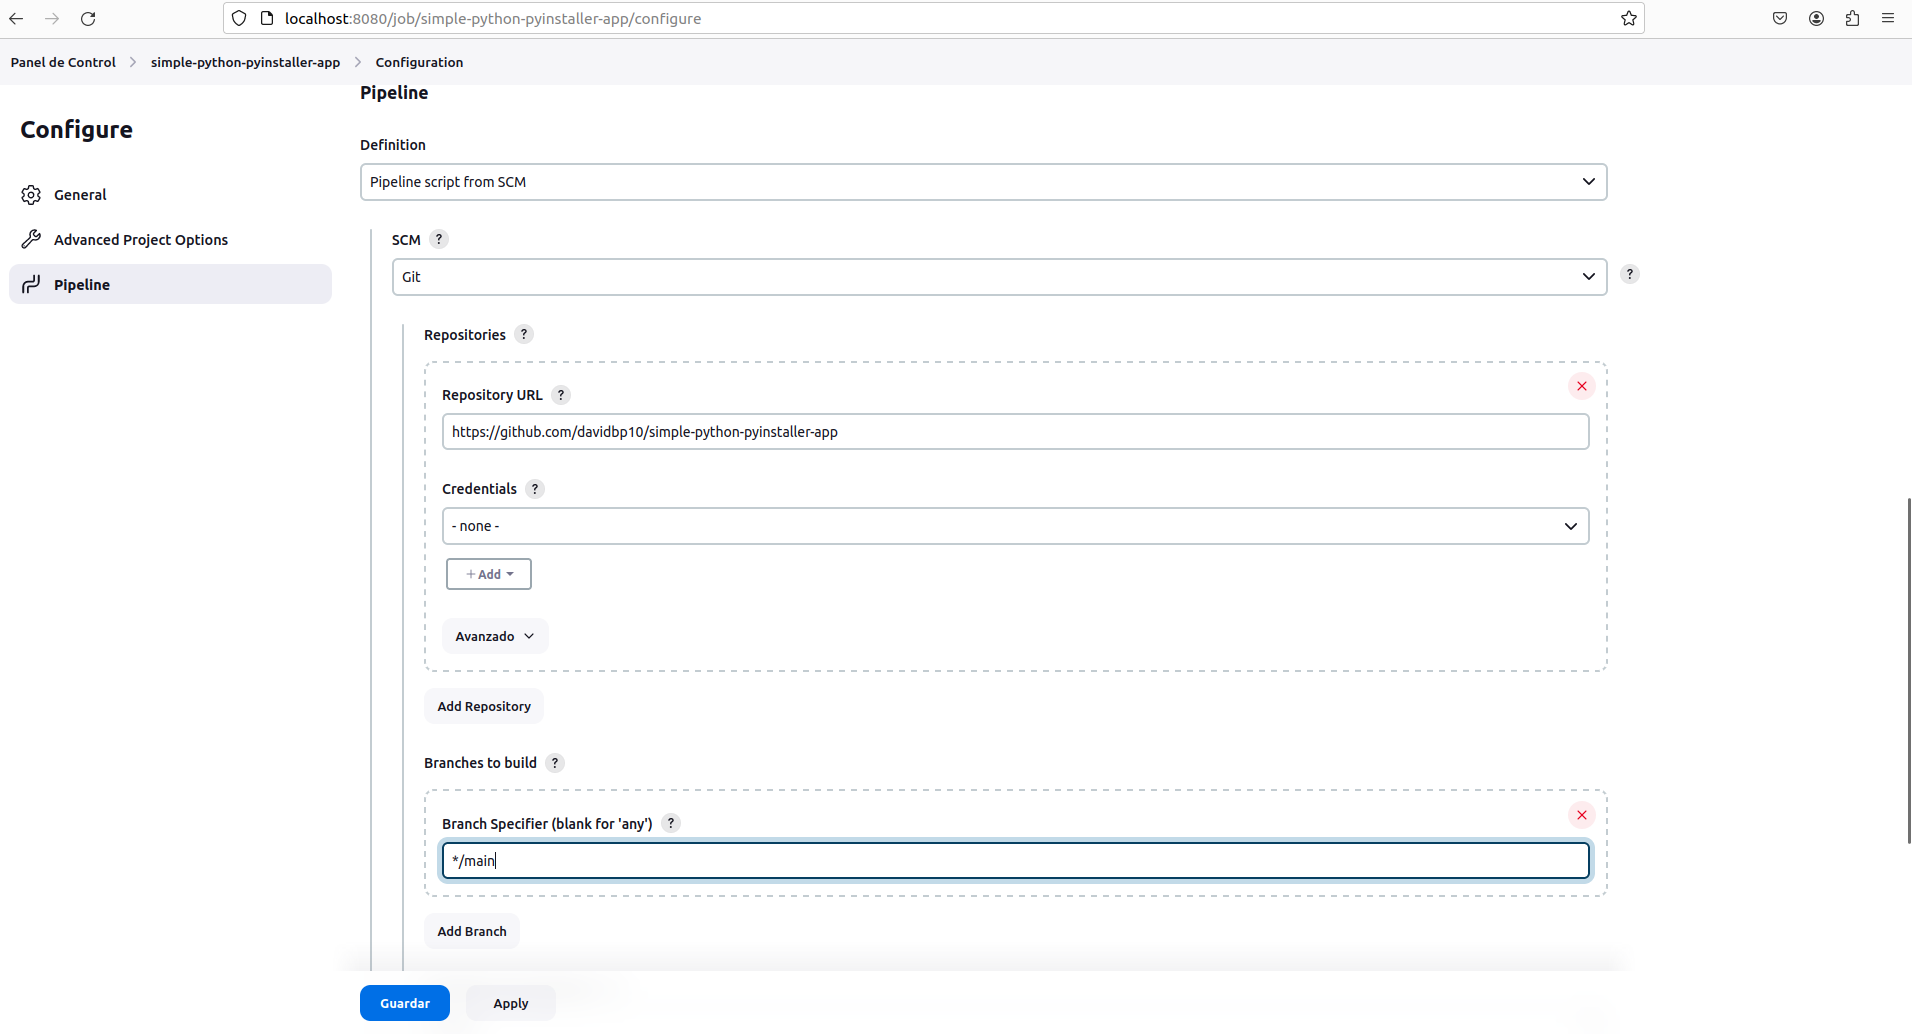 localhost:8080/job/simple-python-pyinstaller-app/configure
Panel de Control > simple-python-pyinstaller-app > Configuration
Pipeline
Configure
General
Advanced Project Options
Pipeline
Definition
Pipeline script from SCM
SCM ?
Git
?
Repositories ?
Repository URL ?
https://github.com/davidbp10/simple-python-pyinstaller-app
Credentials ?
- none -
+ Add
Avanzado
Add Repository
Branches to build ?
Branch Specifier (blank for 'any') ?
*/main
Add Branch
Guardar Apply